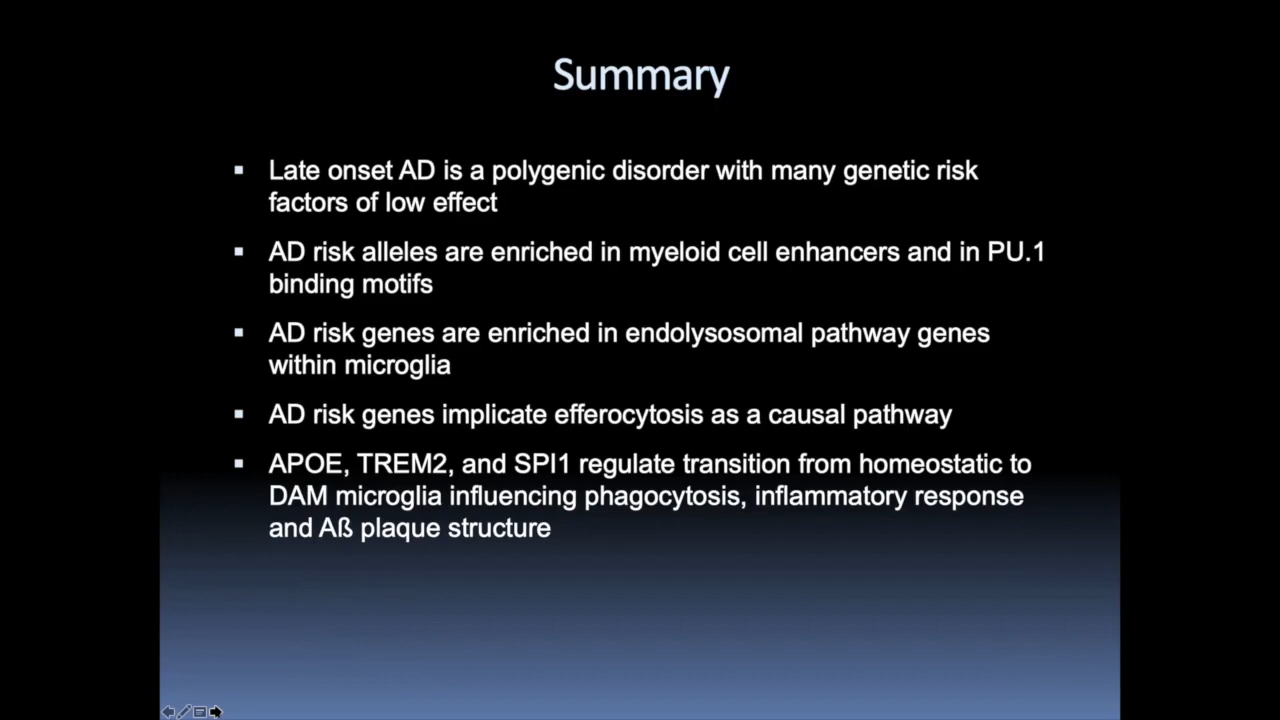 Summary
▪ Late onset AD is a polygenic disorder with many genetic risk
factors of low effect
▪ AD risk alleles are enriched in myeloid cell enhancers and in PU.1
binding motifs
▪ AD risk genes are enriched in endolysosomal pathway genes
within microglia
▪ AD risk genes implicate efferocytosis as a causal pathway
▪ APOE, TREM2, and SPI1 regulate transition from homeostatic to
DAM microglia influencing phagocytosis, inflammatory response
and Aß plaque structure